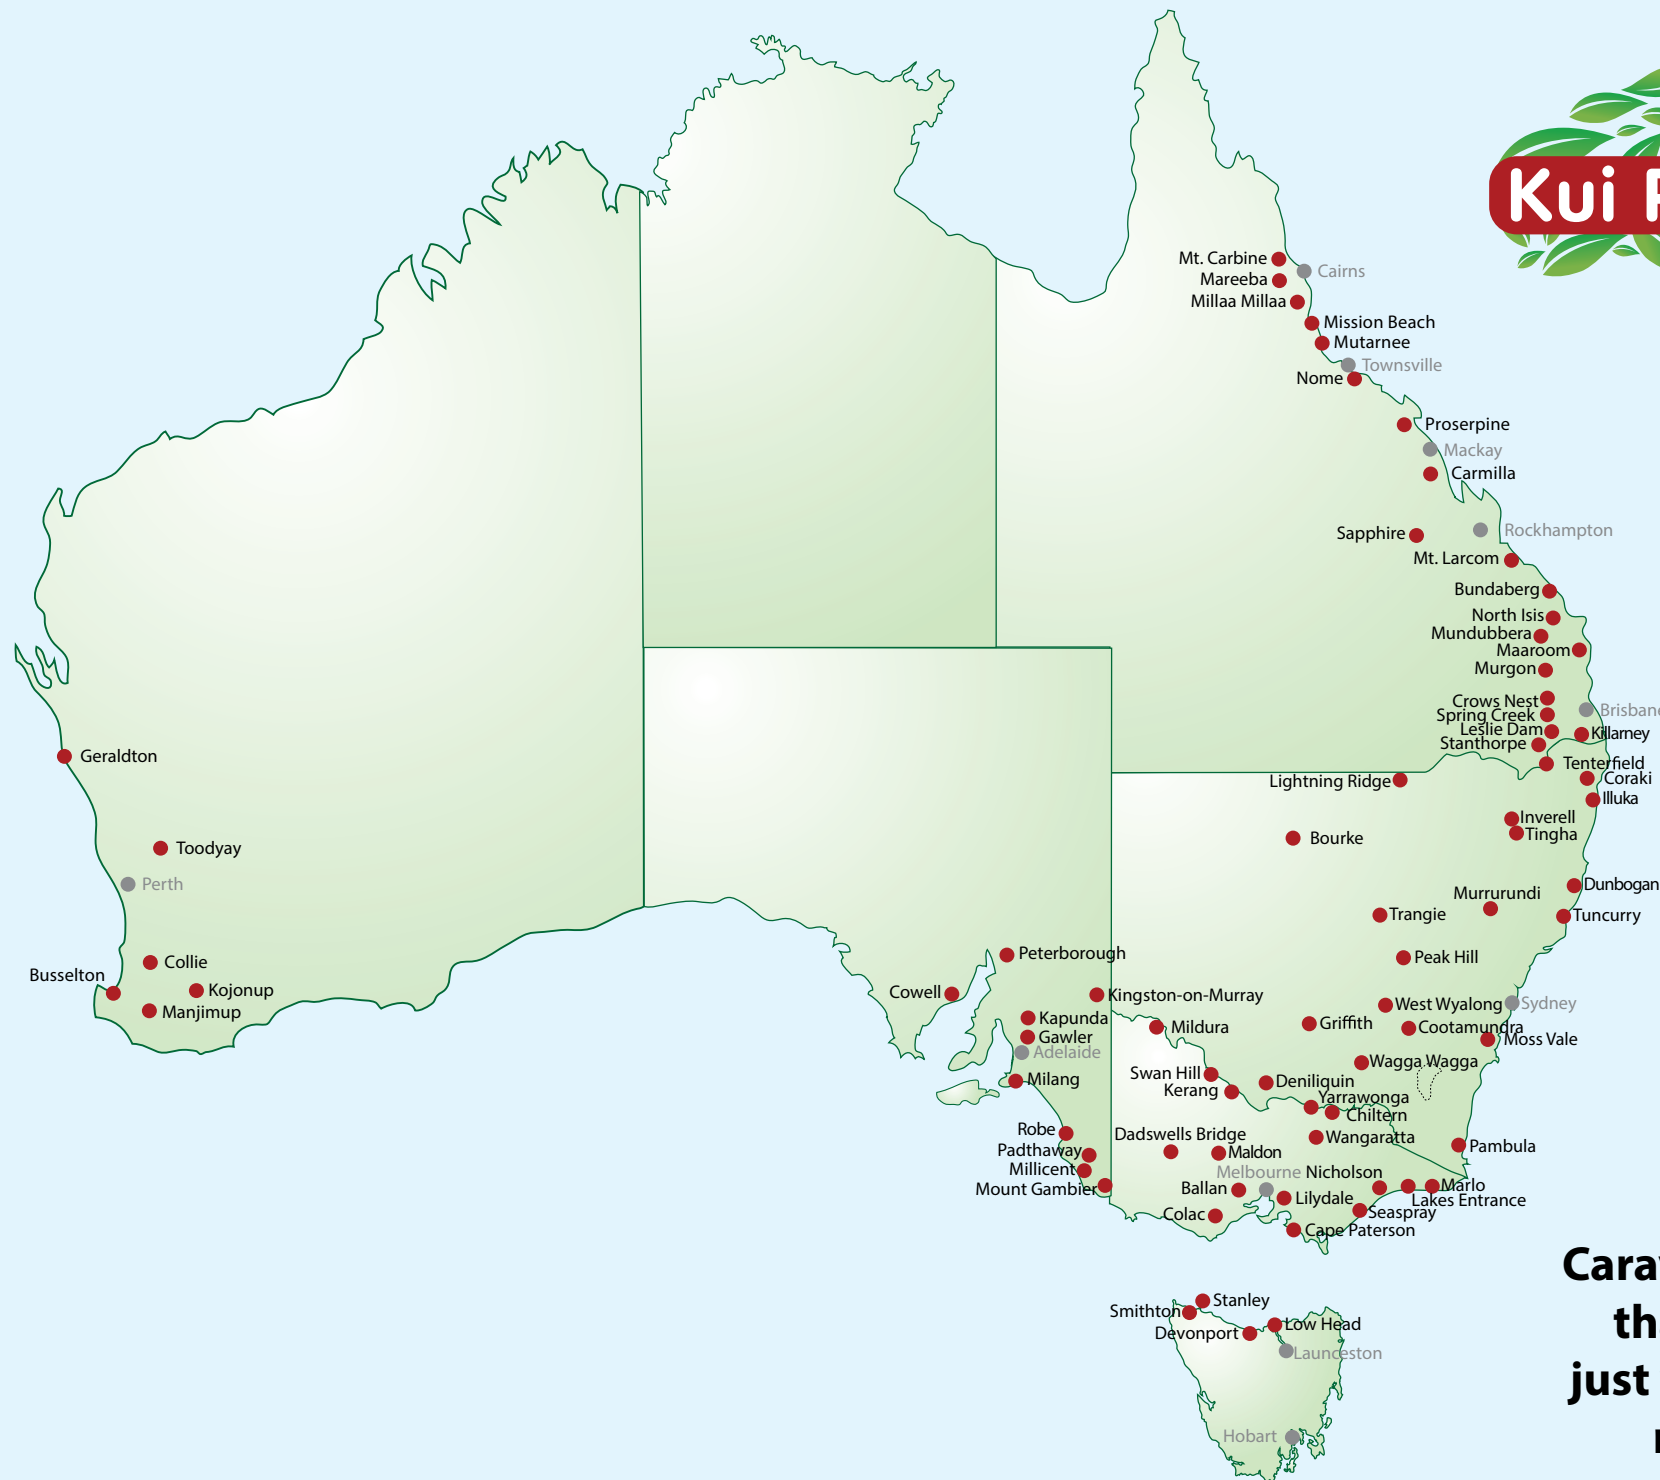 Kui P
Mt. Carbine
Cairns
Mareeba
Millaa Millaa
Mission Beach
Mutarnee
Townsville
Nome
Proserpine
Mackay
Carmilla
Rockhampton
Sapphire
Mt. Larcom
Bundaberg
North Isis
Mundubbera
Maaroom
Murgon
Crows Nest
Brisbane
Spring Creek
Leslie Dam
Killarney
Stanthorpe
Tenterfield
Coraki
Lightning Ridge
Illuka
Inverell
Tingha
Bourke
Geraldton
Toodyay
Perth
Dunbogan
Murrurundi
Trangie
Tuncurry
Peak Hill
Peterborough
Collie
Busselton
Kojonup
Manjimup
Cowell
Kingston-on-Murray
West Wyalong
Sydney
Kapunda
Mildura
Griffith
Cootamundra
Gawler
Moss Vale
Adelaide
Wagga Wagga
Milang
Swan Hill
Deniliquin
Kerang
Yarrawonga
Chiltern
Robe
Dadswells Bridge
Wangaratta
Pambula
Padthaway
Maldon
Millicent
Melbourne
Nicholson
Mount Gambier
Ballan
Marlo
Lilydale
Lakes Entrance
Colac
Seaspray
Cape Paterson
Stanley
Smithton
Low Head
Devonport
Launceston
Hobart
Cara
th
just